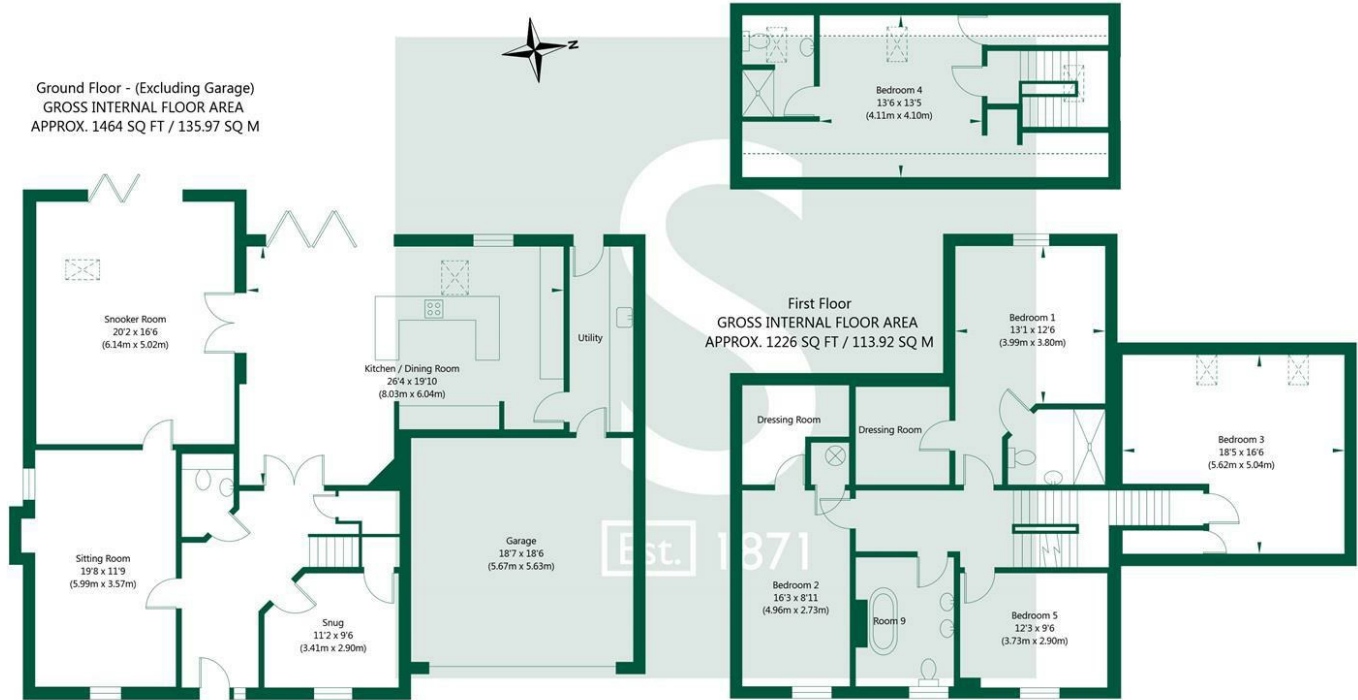 Ground Floor - (Excluding Garage)
GROSS INTERNAL FLOOR AREA
APPROX. 1464 SQ FT / 135.97 SQ M
N
Snooker Room
20'2 x 16'6
(6.14m x 5.02m)
Kitchen / Dining Room
26'4 x 19'10
(8.03m x 6.04m)
Utility
Sitting Room
19'8 x 11'9
(5.99m x 3.57m)
Snug
11'2 x 9'6
(3.41m x 2.90m)
Garage
18'7 x 18'6
(5.67m x 5.63m)
S
Est. 1871
Bedroom 4
13'6 x 13'5
(4.11m x 4.10m)
First Floor
GROSS INTERNAL FLOOR AREA
APPROX. 1226 SQ FT / 113.92 SQ M
Bedroom 1
13'1 x 12'6
(3.99m x 3.80m)
Dressing Room
Dressing Room
Bedroom 3
18'5 x 16'6
(5.62m x 5.04m)
Bedroom 2
16'3 x 8'11
(4.96m x 2.73m)
Room 9
Bedroom 5
12'3 x 9'6
(3.73m x 2.90m)